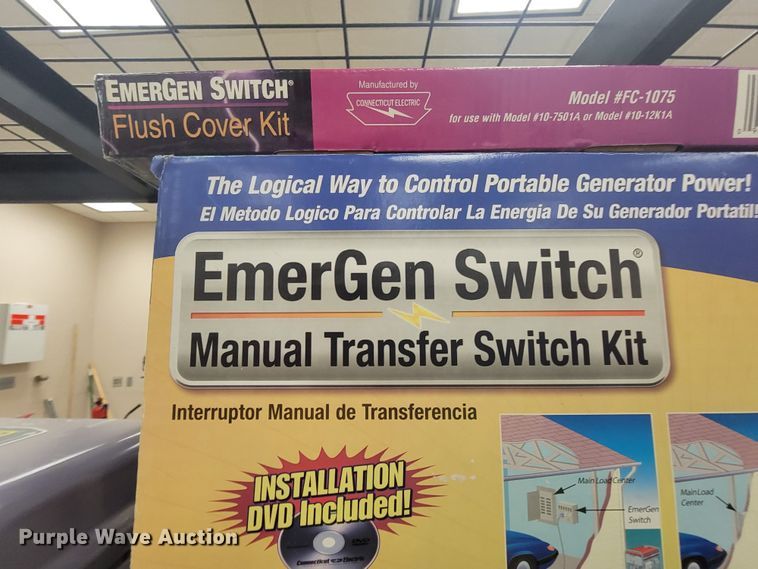 EMERGEN SWITCH®
Flush Cover Kit
Manufactured by
CONNECTICUT ELECTRIC
Model #FC-1075
for use with Model #10-7501A or Model #10-12K1A
The Logical Way to Control Portable Generator Power!
El Metodo Logico Para Controlar La Energia De Su Generador Portatil!
EmerGen Switch®
Manual Transfer Switch Kit
Interruptor Manual de Transferencia
INSTALLATION
DVD Included!
Connecticut Electric
DVD
Main Load Center
EmerGen
Switch
Main Load
Center
Purple Wave Auction